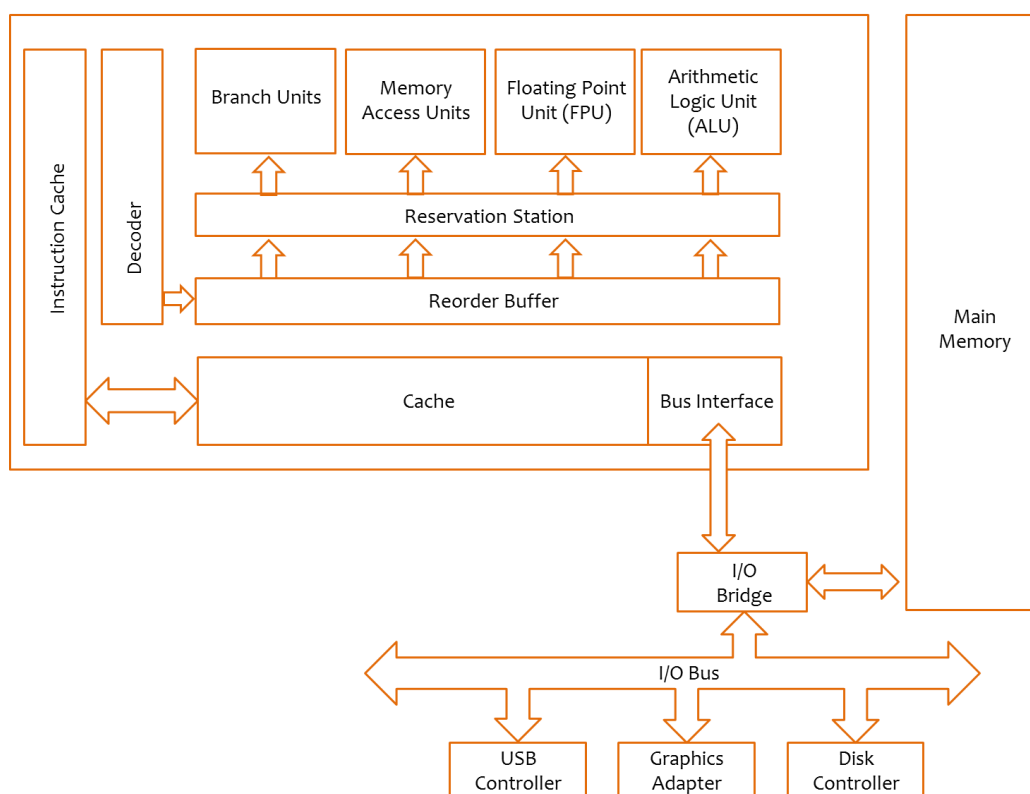 Instruction Cache
Decoder
Branch Units
Memory
Access Units
Floating Point
Unit (FPU)
Arithmetic
Logic Unit
(ALU)
Reservation Station
Reorder Buffer
Cache
Bus Interface
Main
Memory
I/O
Bridge
I/O Bus
USB
Controller
Graphics
Adapter
Disk
Controller